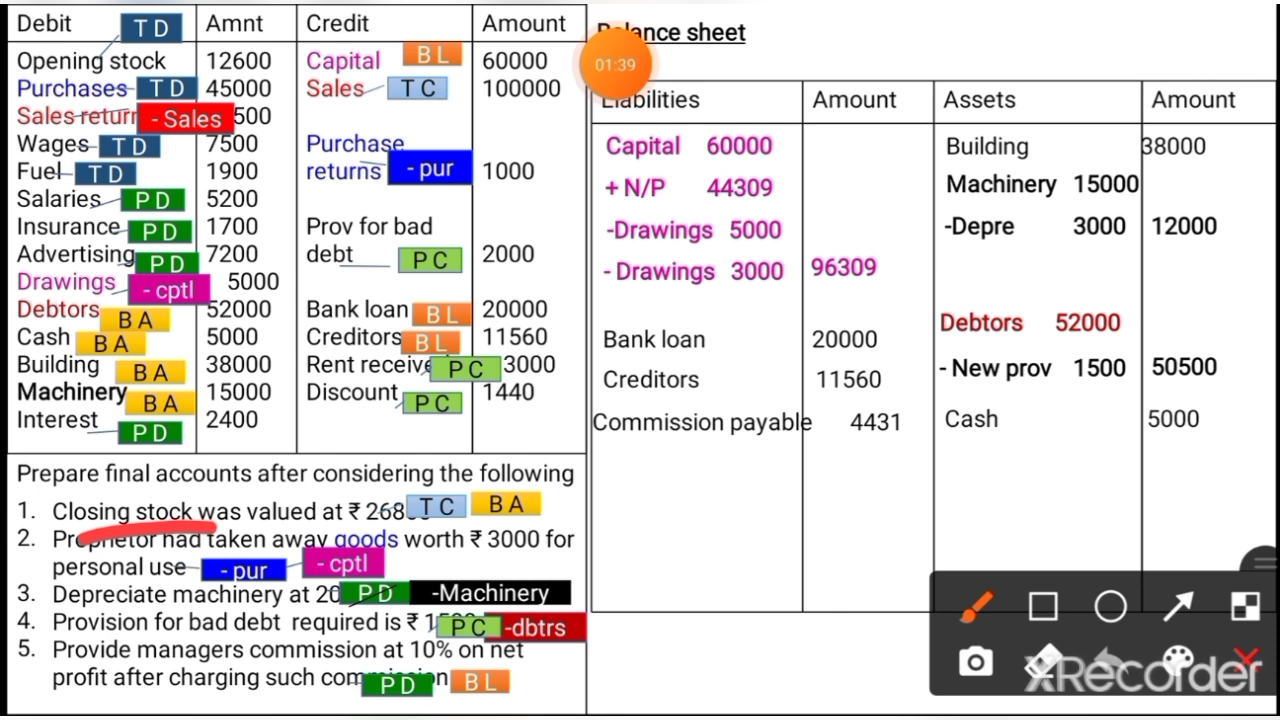 Debit T D Amnt Credit Amount
Opening stock 12600 Capital B L 60000
Purchases T D 45000 Sales T C 100000
Sales return - Sales 500
Wages T D 7500 Purchase
Fuel T D 1900 returns - pur 1000
Salaries P D 5200
Insurance P D 1700 Prov for bad
Advertising P D 7200 debt P C 2000
Drawings - cptl 5000
Debtors B A 52000 Bank loan B L 20000
Cash B A 5000 Creditors B L 11560
Building B A 38000 Rent receive P C 3000
Machinery B A 15000 Discount P C 1440
Interest P D 2400
Prepare final accounts after considering the following
1. Closing stock was valued at ₹ 268 T C B A
2. Proprietor had taken away goods worth ₹ 3000 for
personal use - pur - cptl
3. Depreciate machinery at 20 P D -Machinery
4. Provision for bad debt required is ₹ P C -dbtrs
5. Provide managers commission at 10% on net
profit after charging such commission P D B L
Balance sheet
01:39
Liabilities Amount Assets Amount
Capital 60000 Building 38000
+ N/P 44309 Machinery 15000
-Drawings 5000 -Depre 3000 12000
- Drawings 3000 96309
Debtors 52000
Bank loan 20000 - New prov 1500 50500
Creditors 11560
Commission payable 4431 Cash 5000
XRecorder